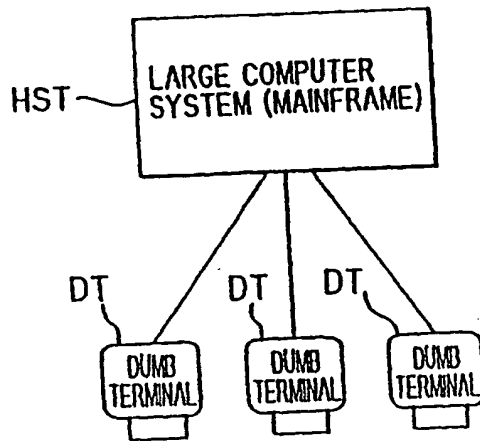 LARGE COMPUTER
HST
SYSTEM (MAINFRAME)
DT
DT
DT
DUMB
TERMINAL
DUMB
TERMINAL
DUMB
TERMINAL